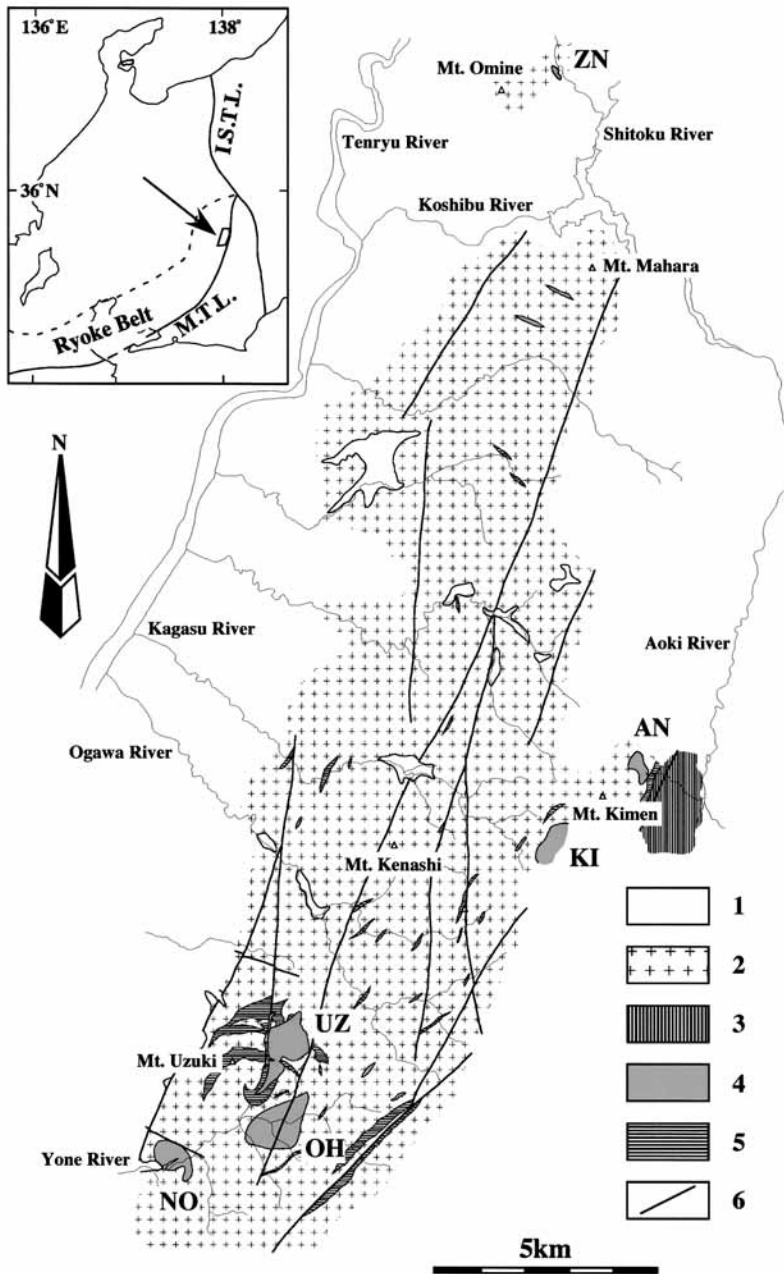 136°E
138°
36°N
I.S.T.L.
Ryoke Belt
M.T.L.
ZN
Mt. Omine
Tenryu River
Shitoku River
Koshibu River
Mt. Mahara
N
Kagasu River
Aoki River
Ogawa River
AN
Mt. Kimen
Mt. Kenashi
KI
UZ
Mt. Uzuki
OH
Yone River
NO
1
2
3
4
5
6
5km